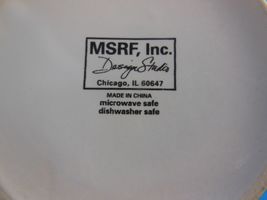 MSRF, Inc.
Design Studio
Chicago, IL 60647
MADE IN CHINA
microwave safe
dishwasher safe